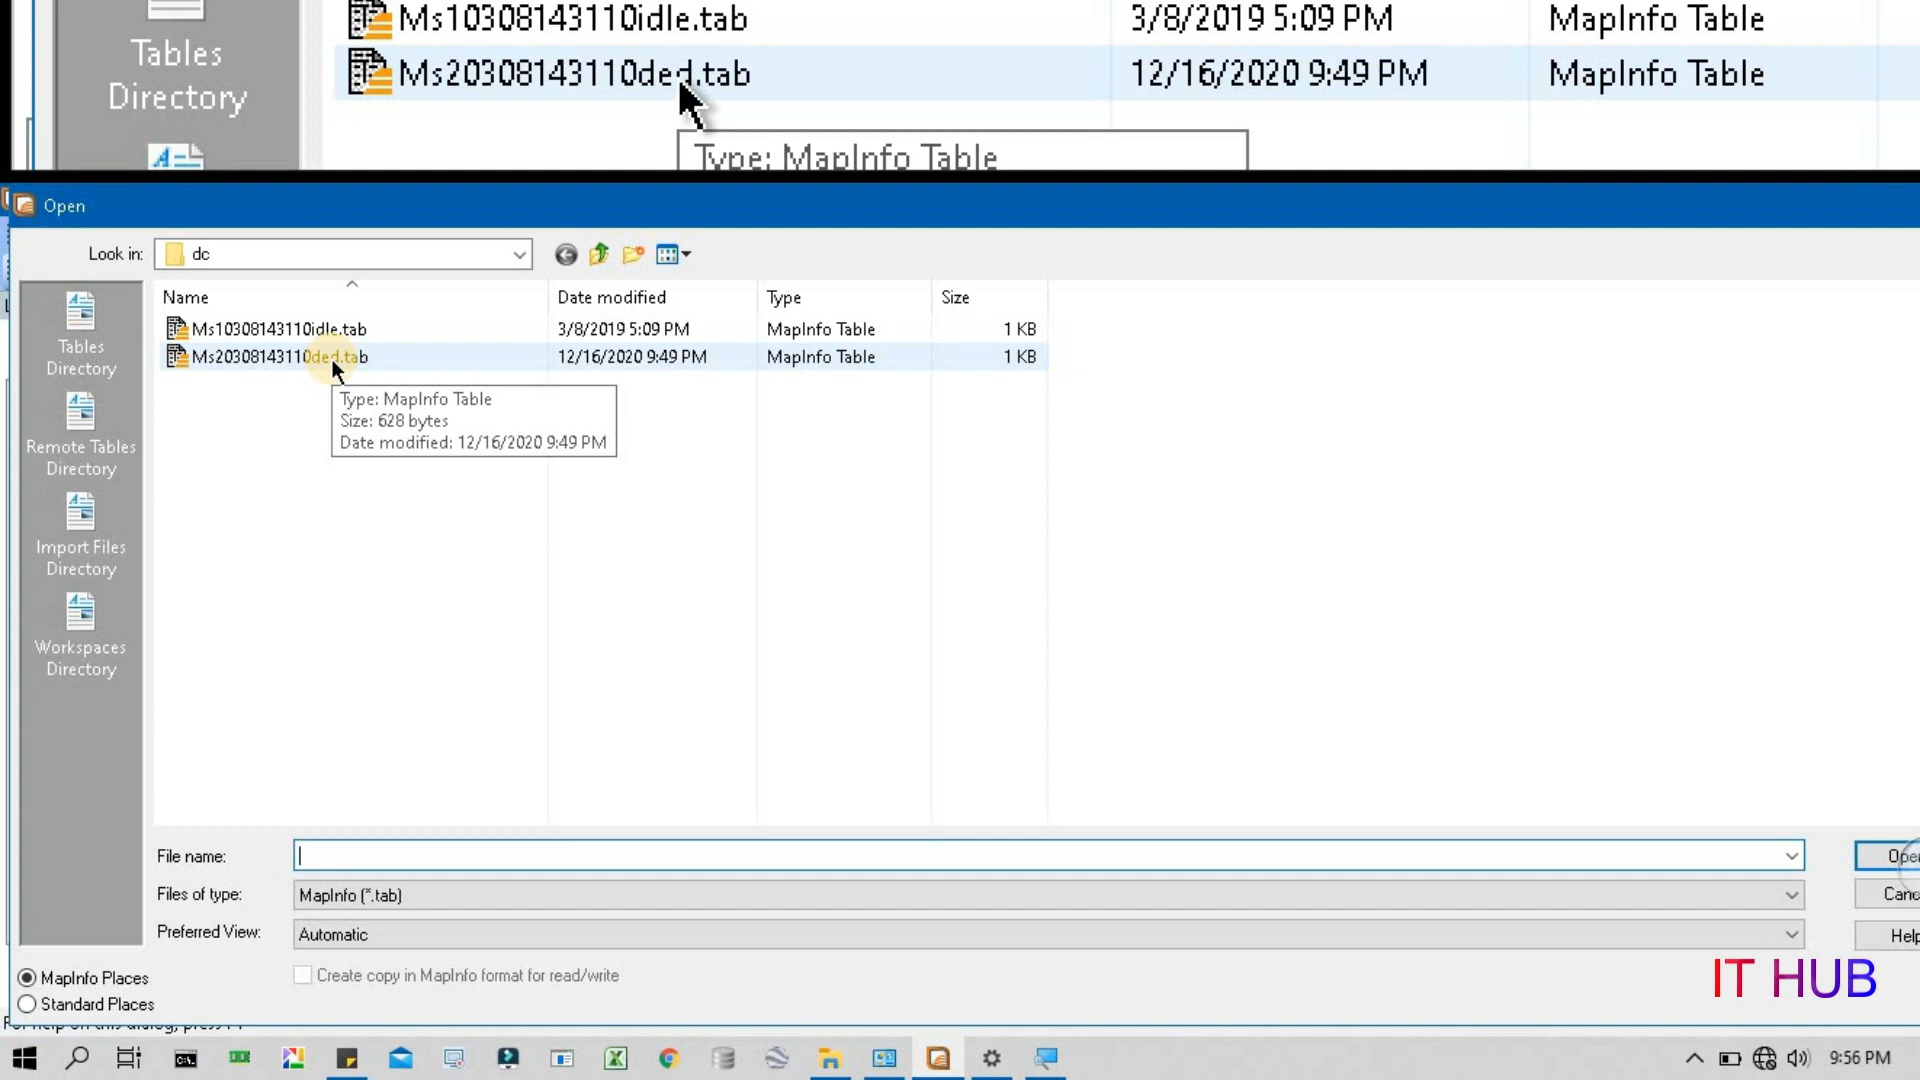 Ms10308143110idle.tab 3/8/2019 5:09 PM MapInfo Table
Tables
Directory
Ms20308143110ded.tab 12/16/2020 9:49 PM MapInfo Table
Type: MapInfo Table
Open
Look in: dc
Name Date modified Type Size
Ms10308143110idle.tab 3/8/2019 5:09 PM MapInfo Table 1 KB
Ms20308143110ded.tab 12/16/2020 9:49 PM MapInfo Table 1 KB
Type: MapInfo Table
Size: 628 bytes
Date modified: 12/16/2020 9:49 PM
Tables
Directory
Remote Tables
Directory
Import Files
Directory
Workspaces
Directory
File name:
Open
Files of type: MapInfo (*.tab)
Canc
Preferred View: Automatic
Help
MapInfo Places
Create copy in MapInfo format for read/write
Standard Places
IT HUB
9:56 PM